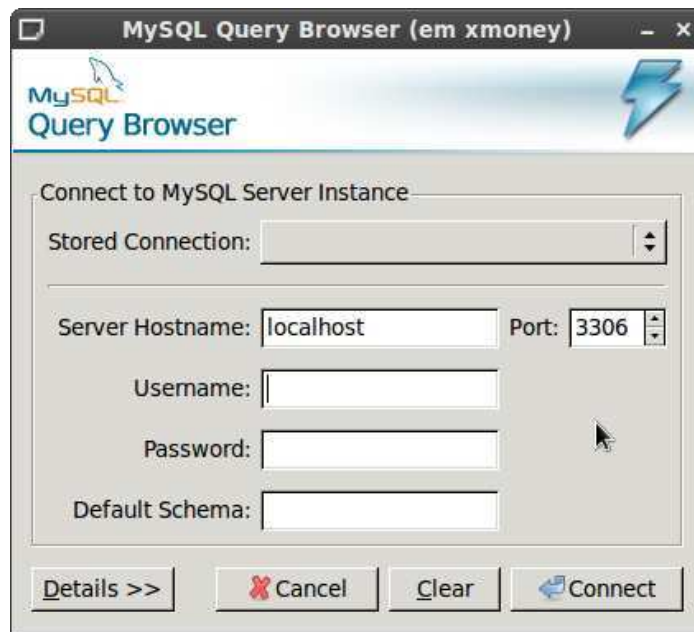 MySQL Query Browser (em xmoney)
MySQL
Query Browser
Connect to MySQL Server Instance
Stored Connection:
Server Hostname: localhost Port: 3306
Username:
Password:
Default Schema:
Details >> Cancel Clear Connect